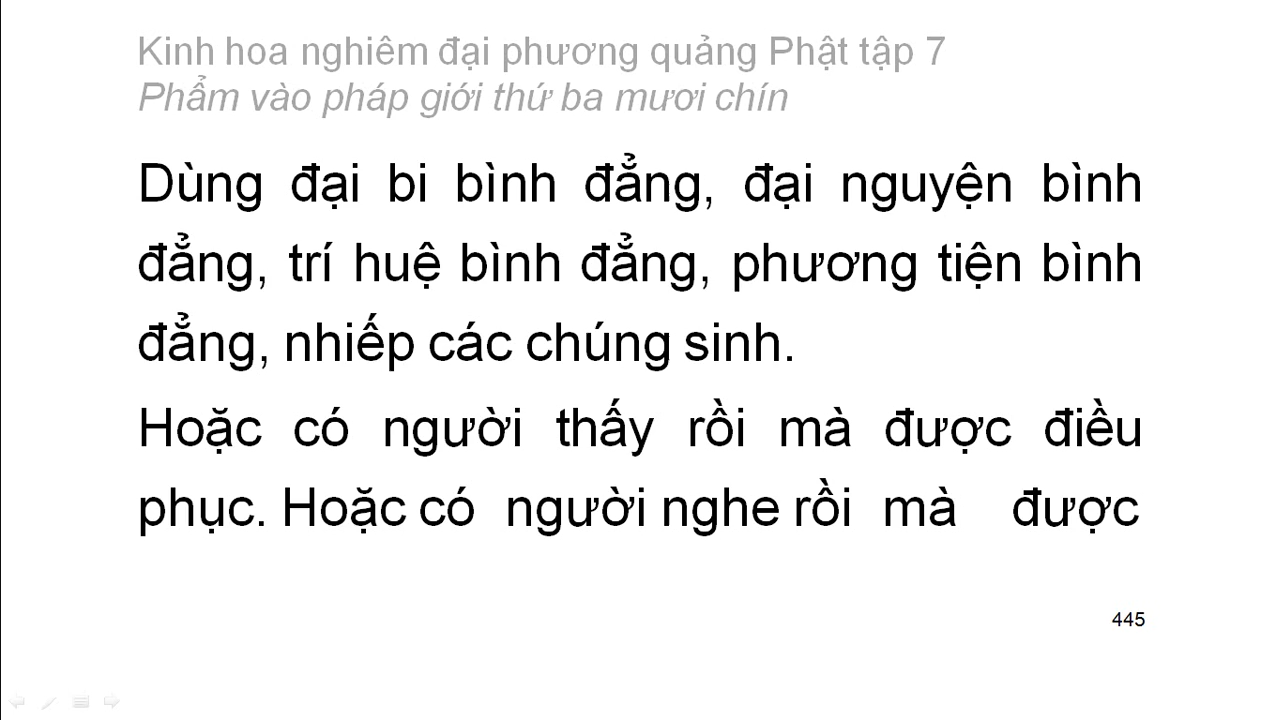 Kinh hoa nghiêm đại phương quảng Phật tập 7
Phẩm vào pháp giới thứ ba mươi chín
Dùng đại bi bình đẳng, đại nguyện bình
đẳng, trí huệ bình đẳng, phương tiện bình
đẳng, nhiếp các chúng sinh.
Hoặc có người thấy rồi mà được điều
phục. Hoặc có người nghe rồi mà được
445